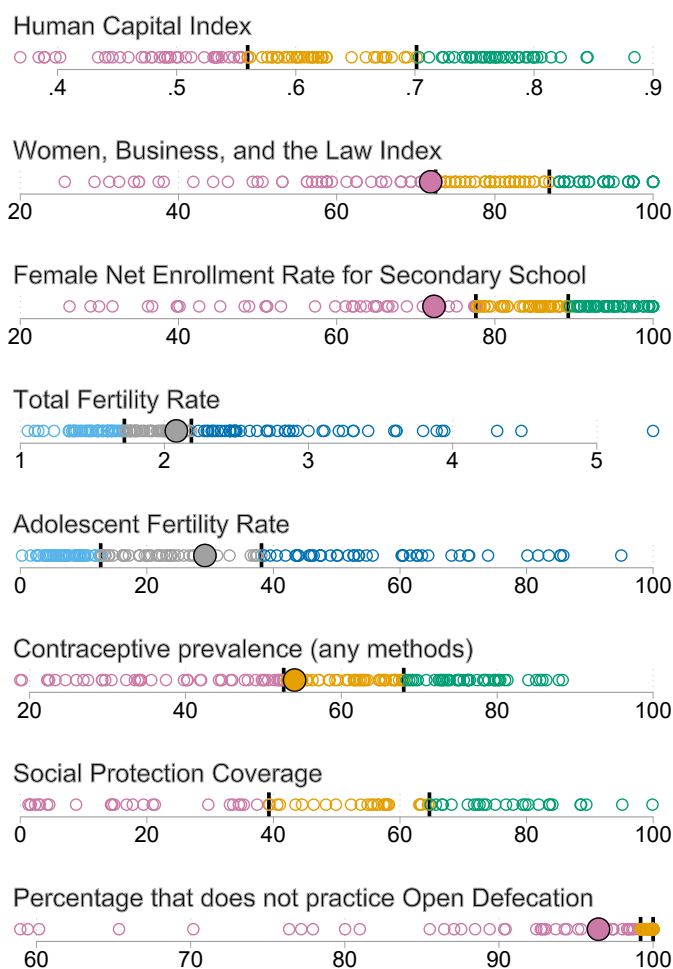 Human Capital Index
.4 .5 .6 .7 .8 .9
Women, Business, and the Law Index
20 40 60 80 100
Female Net Enrollment Rate for Secondary School
20 40 60 80 100
Total Fertility Rate
1 2 3 4 5
Adolescent Fertility Rate
0 20 40 60 80 100
Contraceptive prevalence (any methods)
20 40 60 80 100
Social Protection Coverage
0 20 40 60 80 100
Percentage that does not practice Open Defecation
60 70 80 90 100